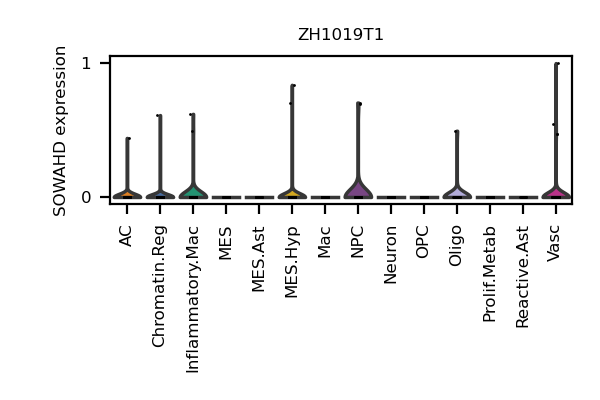 ZH1019T1
SOWAHD expression
1
0
AC
Chromatin.Reg
Inflammatory.Mac
MES
MES.Ast
MES.Hyp
Mac
NPC
Neuron
OPC
Oligo
Prolif.Metab
Reactive.Ast
Vasc